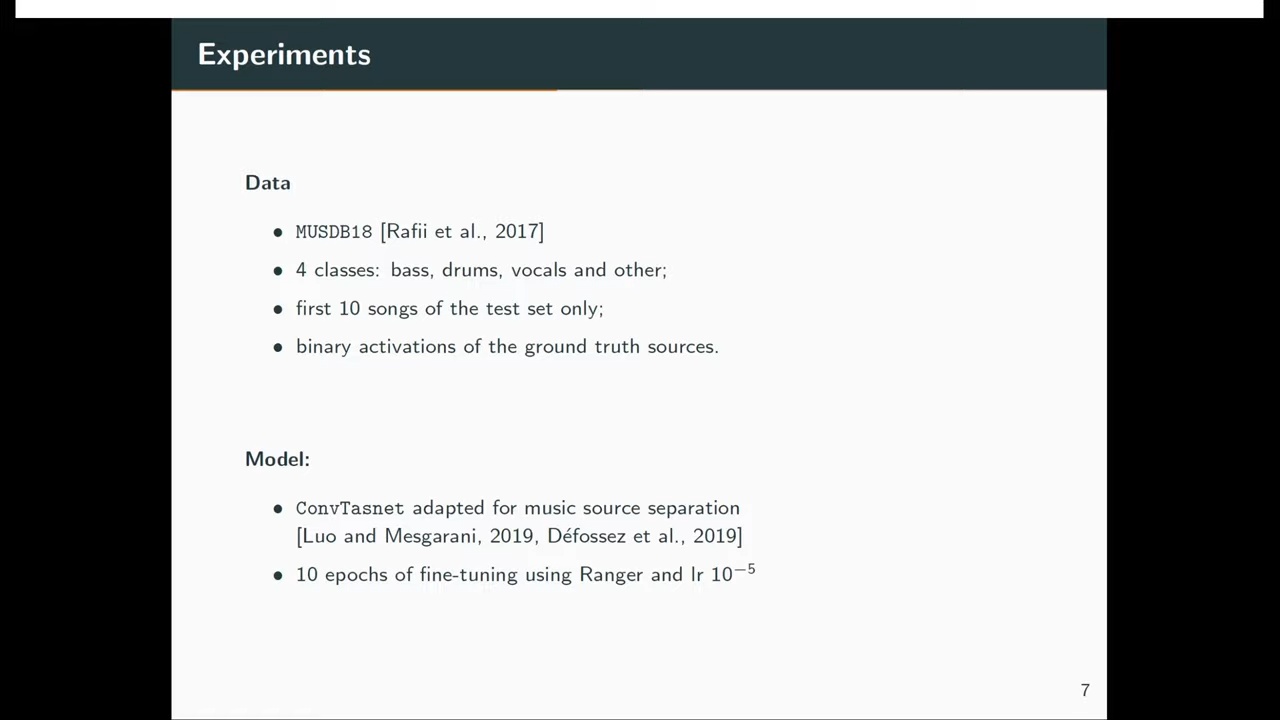 Experiments
Data
• MUSDB18 [Rafii et al., 2017]
• 4 classes: bass, drums, vocals and other;
• first 10 songs of the test set only;
• binary activations of the ground truth sources.
Model:
• ConvTasnet adapted for music source separation
[Luo and Mesgarani, 2019, Défossez et al., 2019]
• 10 epochs of fine-tuning using Ranger and lr 10⁻⁵
7